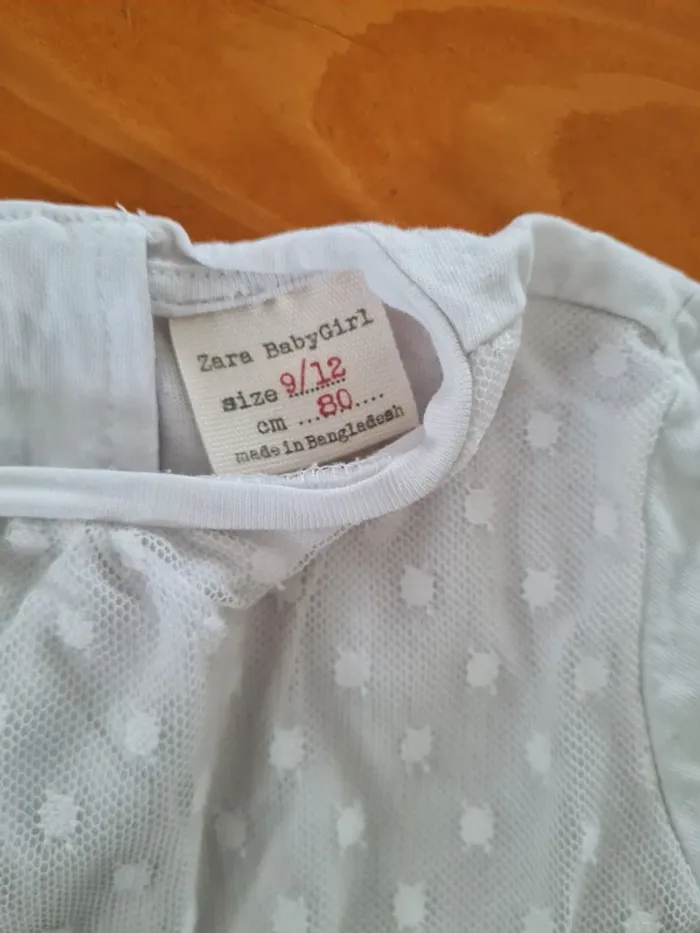 Zara BabyGirl
size 9/12
cm ...80....
made in Bangladesh